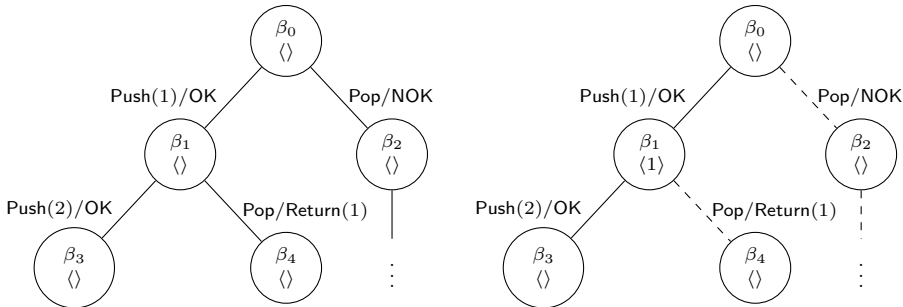 β₀
⟨⟩
β₀
⟨⟩
Push(1)/OK
Pop/NOK
Push(1)/OK
Pop/NOK
β₁
⟨⟩
β₂
⟨⟩
β₁
⟨1⟩
β₂
⟨⟩
Push(2)/OK
Pop/Return(1)
Push(2)/OK
Pop/Return(1)
β₃
⟨⟩
β₄
⟨⟩
⋮
β₃
⟨⟩
β₄
⟨⟩
⋮